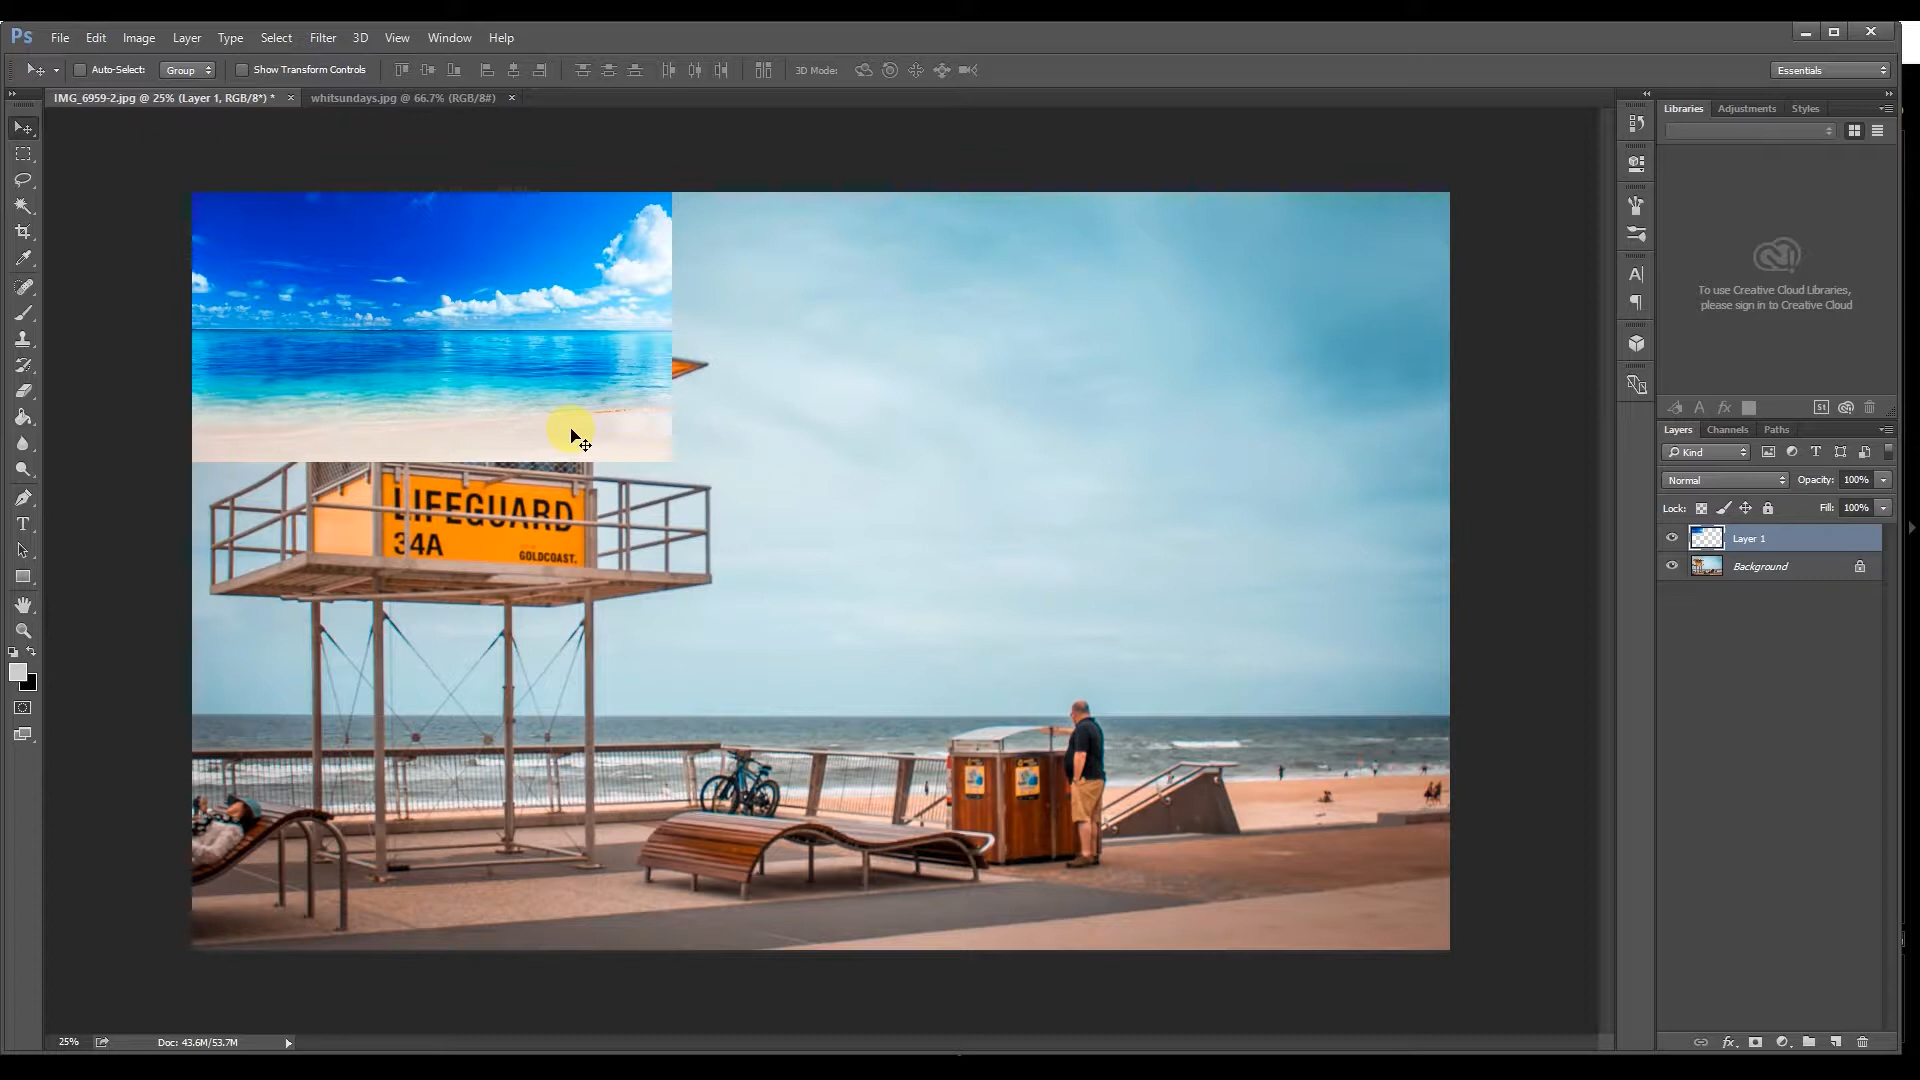 Ps File Edit Image Layer Type Select Filter 3D View Window Help
Auto-Select: Group Show Transform Controls 3D Mode: Essentials
IMG_6959-2.jpg @ 25% (Layer 1, RGB/8*) * × whitsundays.jpg @ 66.7% (RGB/8#) ×
Libraries Adjustments Styles
To use Creative Cloud Libraries,
please sign in to Creative Cloud
St
Layers Channels Paths
Kind
Normal Opacity: 100%
Lock: Fill: 100%
Layer 1
Background
LIFEGUARD
34A
GOLDCOAST.
25% Doc: 43.6M/53.7M